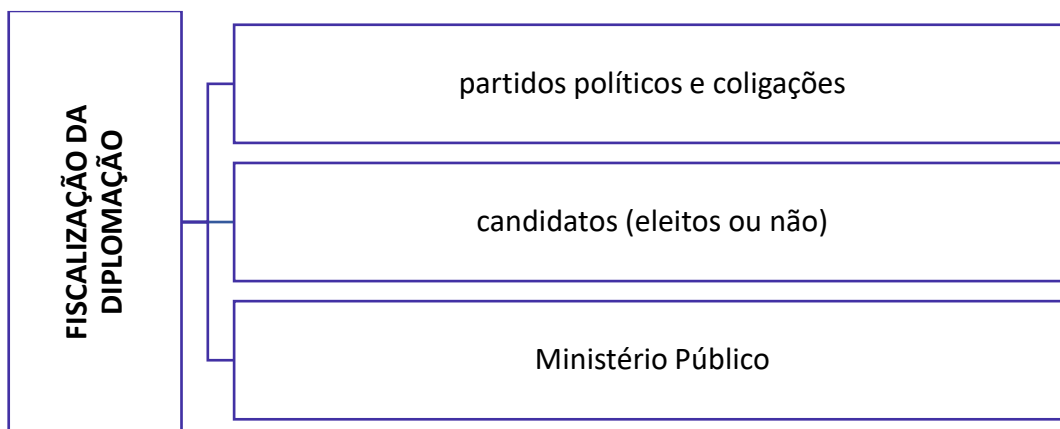 FISCALIZAÇÃO DA
DIPLOMAÇÃO
partidos políticos e coligações
candidatos (eleitos ou não)
Ministério Público